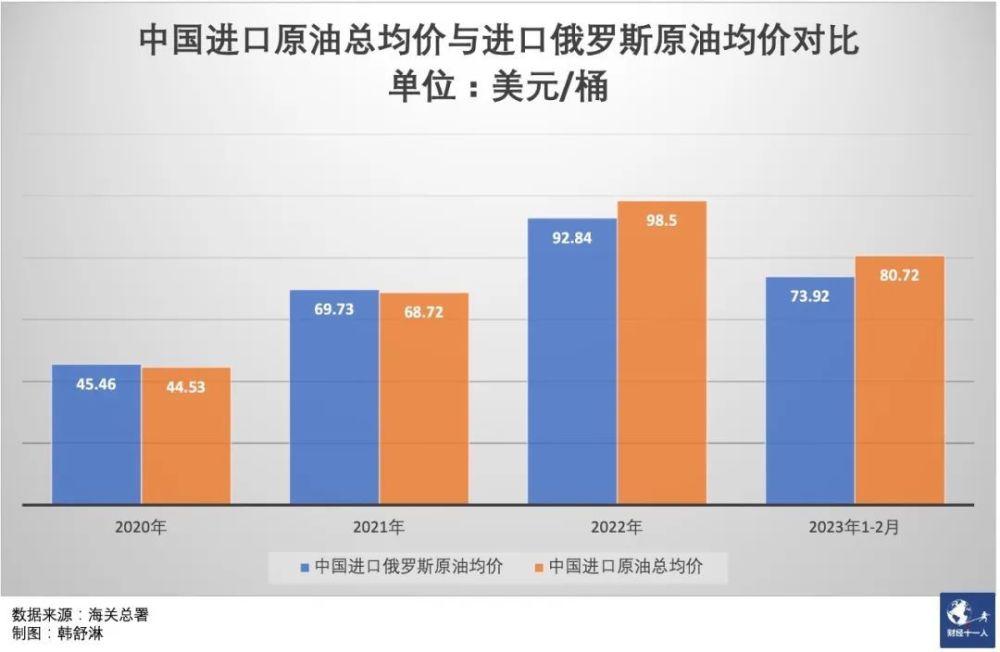 中国进口原油总均价与进口俄罗斯原油均价对比
单位：美元/桶
45.46
44.53
69.73
68.72
92.84
98.5
73.92
80.72
2020年
2021年
2022年
2023年1-2月
中国进口俄罗斯原油均价
中国进口原油总均价
数据来源：海关总署
制图：韩舒淋
财经十一人